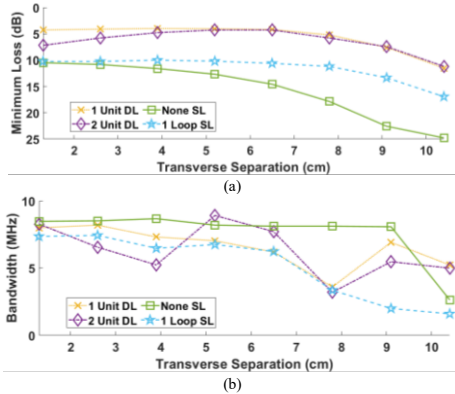 0
5
10
15
20
25
Minimum Loss (dB)
1 Unit DL
None SL
2 Unit DL
1 Loop SL
2 3 4 5 6 7 8 9 10
Transverse Separation (cm)
(a)
10
5
0
Bandwidth (MHz)
1 Unit DL
None SL
2 Unit DL
1 Loop SL
2 3 4 5 6 7 8 9 10
Transverse Separation (cm)
(b)